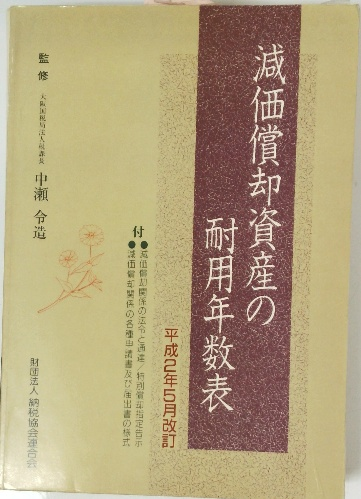 減価償却資産の
耐用年数表
平成2年5月改訂
付
●減価償却関係の法令と通達/特別償却指定告示
●減価償却関係の各種申請書及び届出書の様式
監修
大阪国税局法人税課長
中瀬令造
財団法人 納税協会連合会